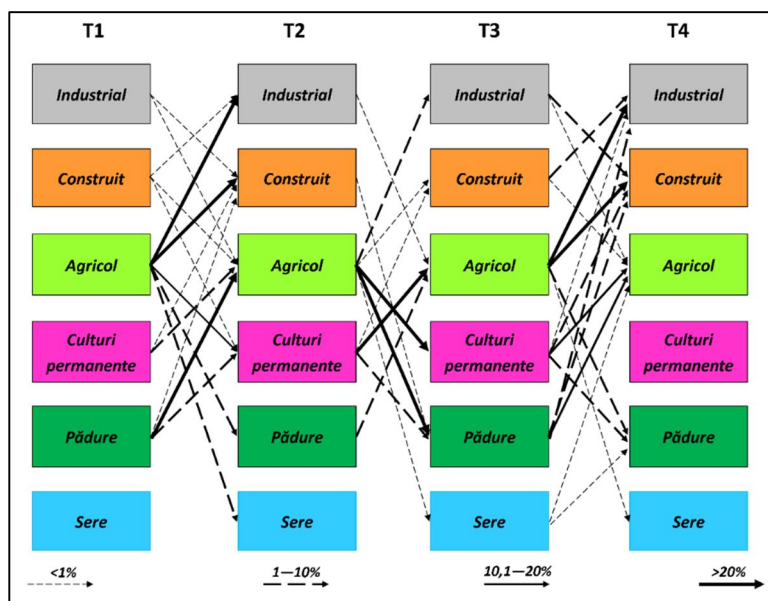 T1 T2 T3 T4
Industrial Industrial Industrial Industrial
Construit Construit Construit Construit
Agricol Agricol Agricol Agricol
Culturi Culturi Culturi Culturi
permanente permanente permanente permanente
Pădure Pădure Pădure Pădure
Sere Sere Sere Sere
<1% 1—10% 10,1—20% >20%